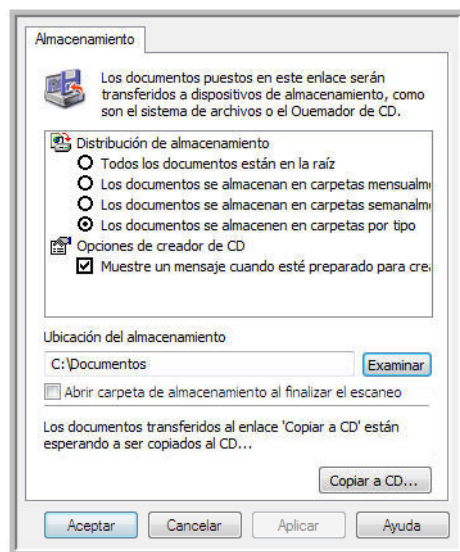 Almacenamiento
Los documentos puestos en este enlace serán
transferidos a dispositivos de almacenamiento, como
son el sistema de archivos o el Ouemador de CD.
Distribución de almacenamiento
Todos los documentos están en la raíz
Los documentos se almacenan en carpetas mensualm
Los documentos se almacenan en carpetas semanalm
Los documentos se almacenen en carpetas por tipo
Opciones de creador de CD
Muestre un mensaje cuando esté preparado para crea
Ubicación del almacenamiento
C:\Documentos
Examinar
Abrir carpeta de almacenamiento al finalizar el escaneo
Los documentos transferidos al enlace 'Copiar a CD' están
esperando a ser copiados al CD...
Copiar a CD...
Aceptar Cancelar Aplicar Ayuda